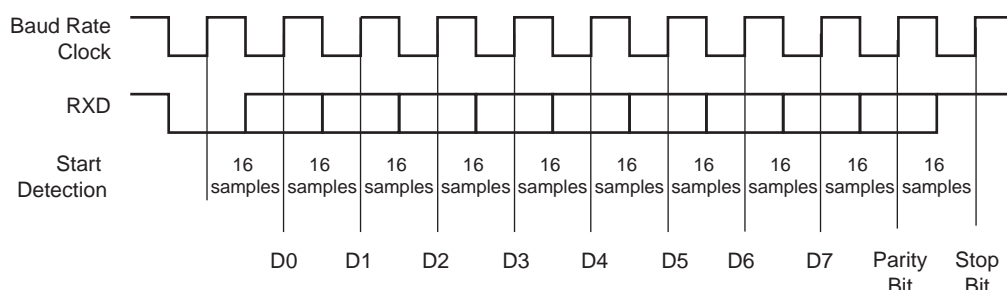 Baud Rate
Clock
RXD
Start
Detection
16 16 16 16 16 16 16 16 16 16
samples samples samples samples samples samples samples samples samples samples
D0 D1 D2 D3 D4 D5 D6 D7 Parity Stop
Bit Bit